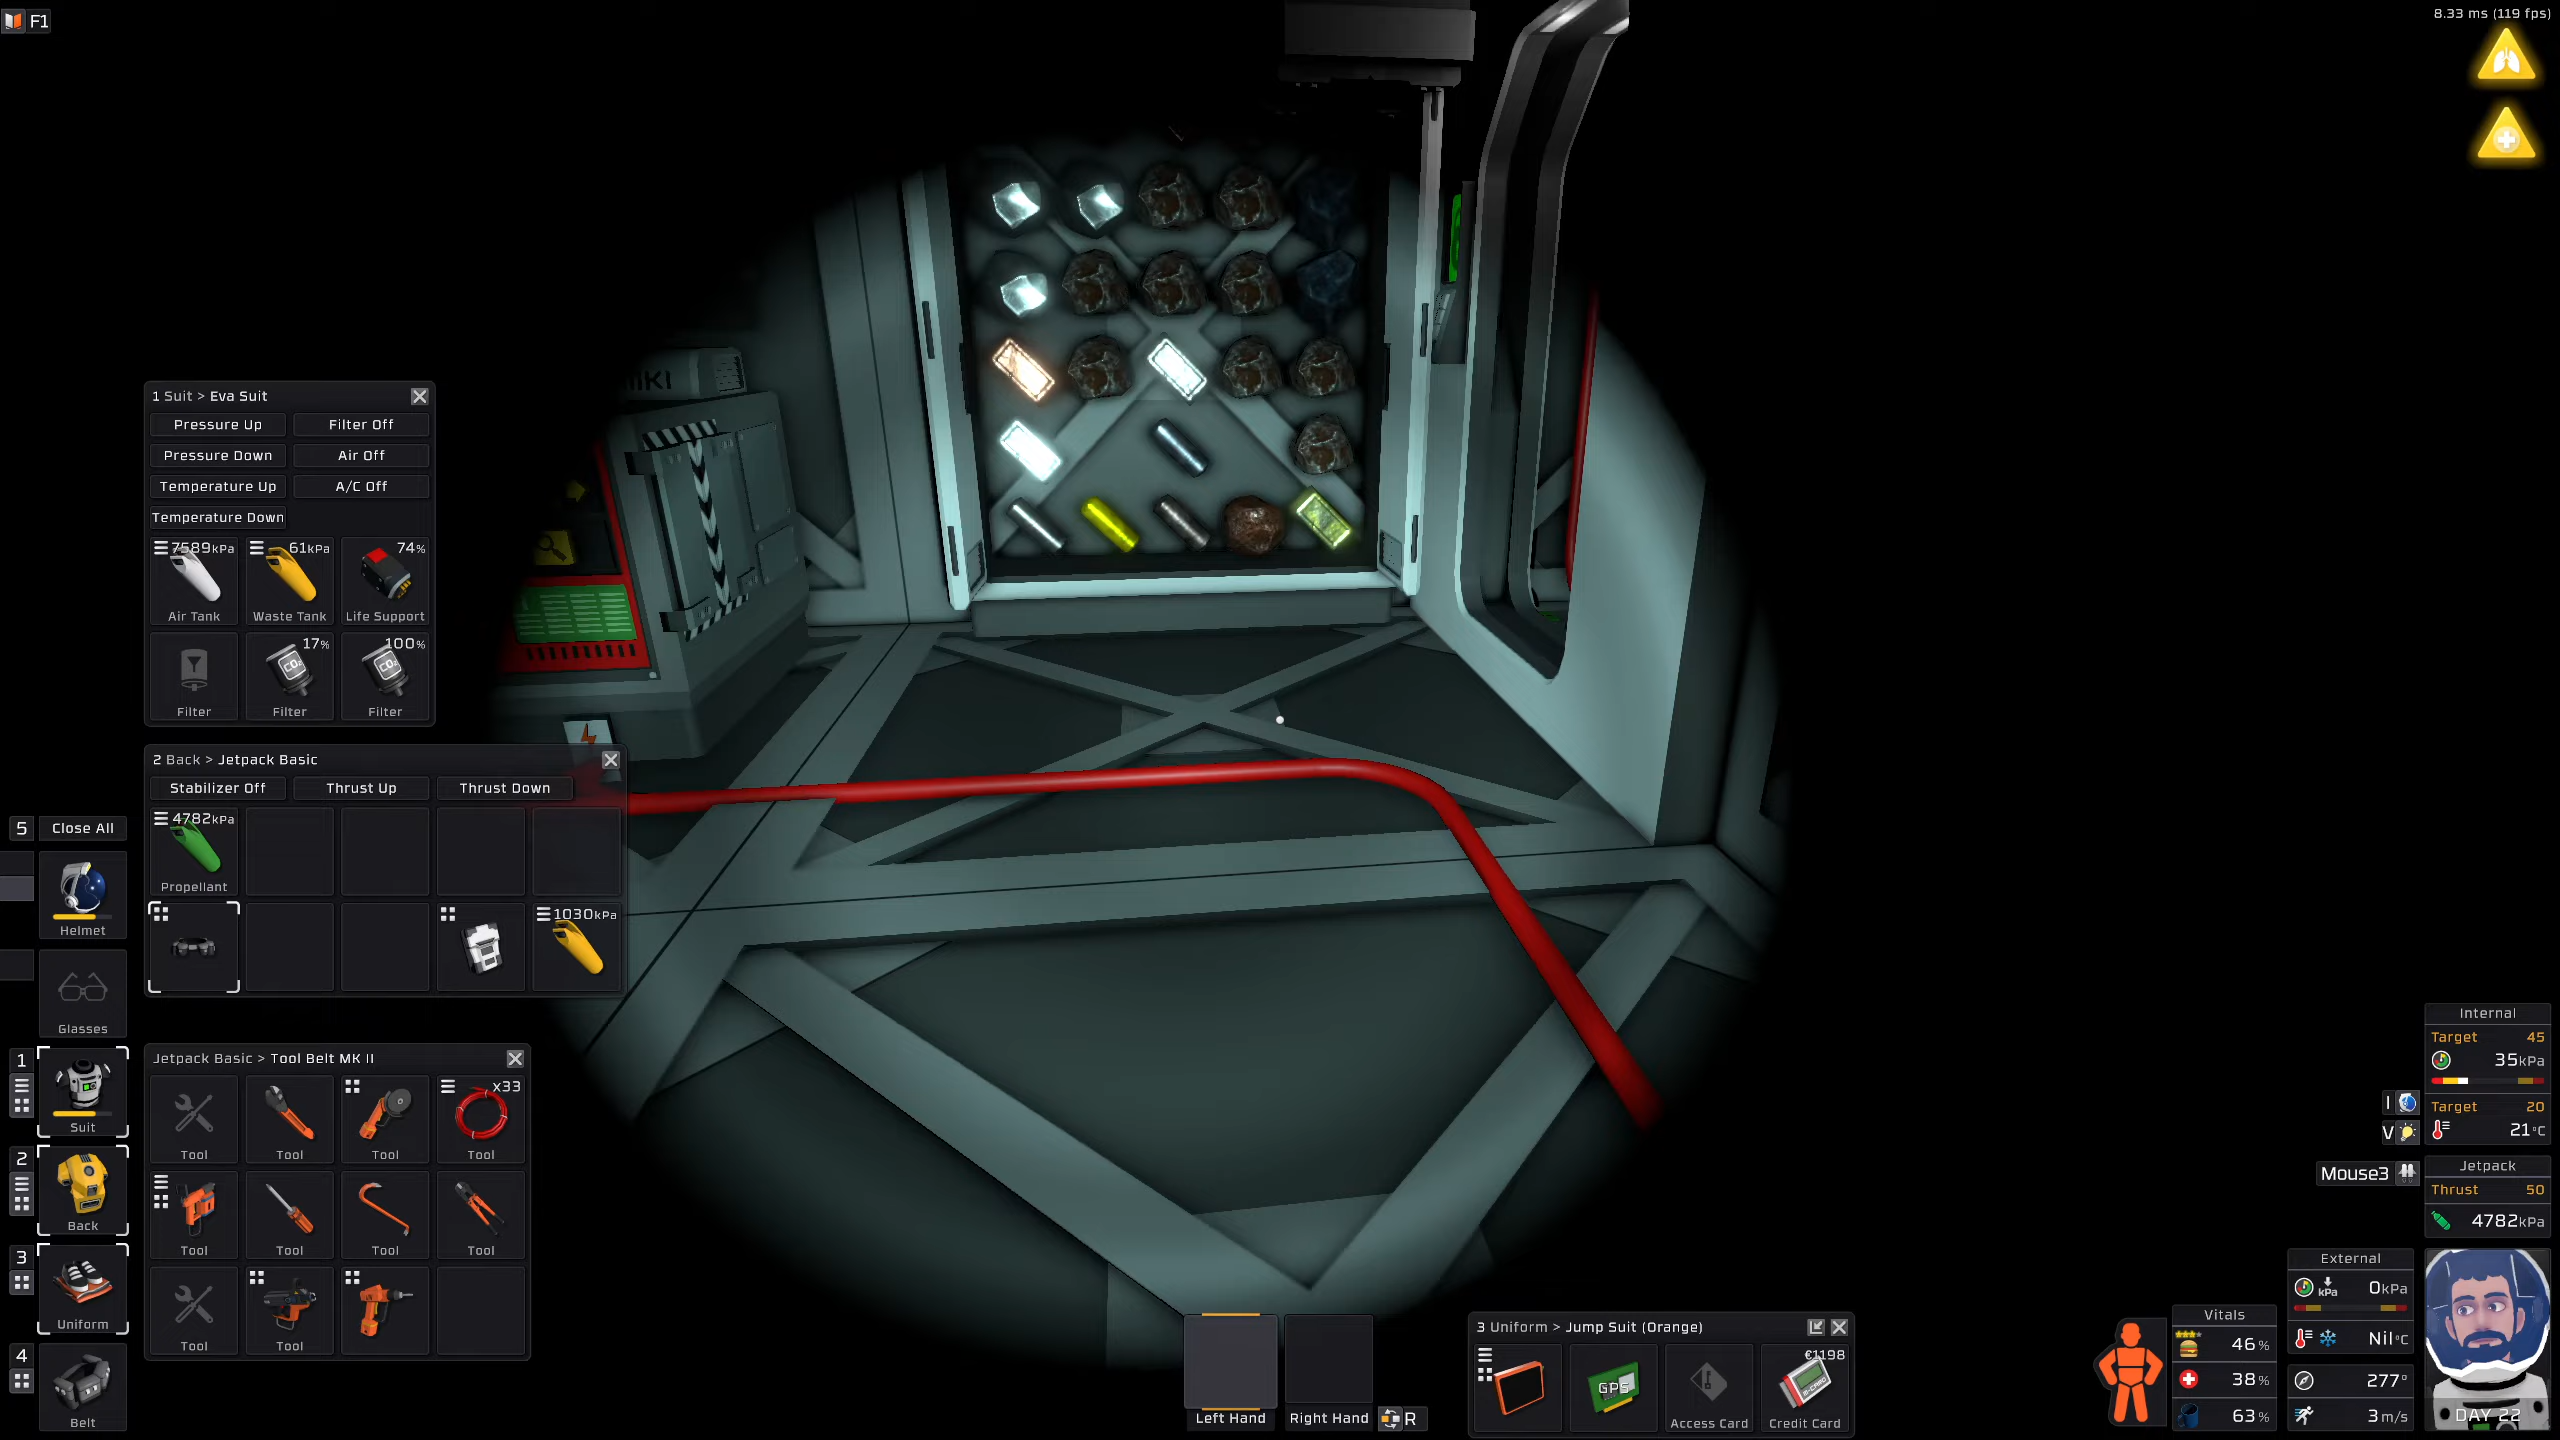 F1
8.33 ms (119 fps)
1 Suit > Eva Suit
Pressure Up
Filter Off
Pressure Down
Air Off
Temperature Up
A/C Off
Temperature Down
7589kPa
61kPa
74%
Air Tank
Waste Tank
Life Support
17%
100%
CO₂
CO₂
Filter
Filter
Filter
2 Back > Jetpack Basic
Stabilizer Off
Thrust Up
Thrust Down
4782kPa
Propellant
1030kPa
5
Close All
Helmet
Glasses
1
Suit
2
Back
3
Uniform
4
Belt
Jetpack Basic > Tool Belt MK II
x33
Tool
Tool
Tool
Tool
Tool
Tool
Tool
Tool
Tool
Tool
Tool
Left Hand
Right Hand
R
3 Uniform > Jump Suit (Orange)
€1198
GPS
Access Card
Credit Card
Internal
Target 45
35kPa
Target 20
21°C
I
V
Mouse3
Jetpack
Thrust 50
4782kPa
External
kPa
0kPa
Nil°C
277°
3m/s
Vitals
46%
38%
63%
DAY 22